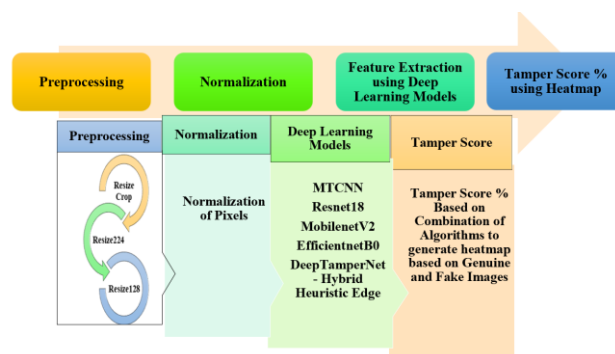 Preprocessing
Normalization
Feature Extraction
using Deep
Learning Models
Tamper Score %
using Heatmap
Preprocessing
Resize
Crop
Resize224
Resize128
Normalization
Normalization
of Pixels
Deep Learning
Models
MTCNN
Resnet18
MobilenetV2
EfficientnetB0
DeepTamperNet
- Hybrid
Heuristic Edge
Tamper Score
Tamper Score %
Based on
Combination of
Algorithms to
generate heatmap
based on Genuine
and Fake Images